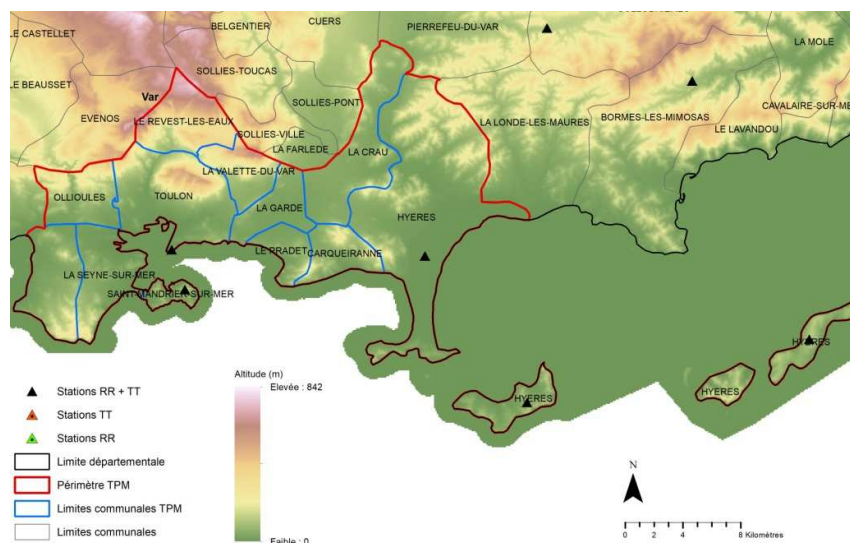 CUERS
PIERREFEU-DU-VAR
BELGENTIER
LE CASTELLET
LA MOLE
SOLLIES-TOUCAS
LE BEAUSSET
Var
SOLLIES-PONT
CAVALAIRE-SUR-ME
EVENOS
LE REVEST-LES-EAUX
LA LONDE-LES-MAURES
BORMES-LES-MIMOSAS
LE LAVANDOU
SOLLIES-VILLE
LA FARLEDE
LA CRAU
LA VALETTE-DU-VAR
OLLIOULES
TOULON
LA GARDE
HYERES
LE PRADET
CARQUEIRANNE
LA SEYNE-SUR-MER
SAINT-MANDRIER-SUR-MER
HYERES
HYERES
HYERES
Stations RR + TT
Stations TT
Stations RR
Limite départementale
Périmètre TPM
Limites communales TPM
Limites communales
Altitude (m)
Elevée : 842
Faible : 0
N
0 2 4 8 Kilomètres